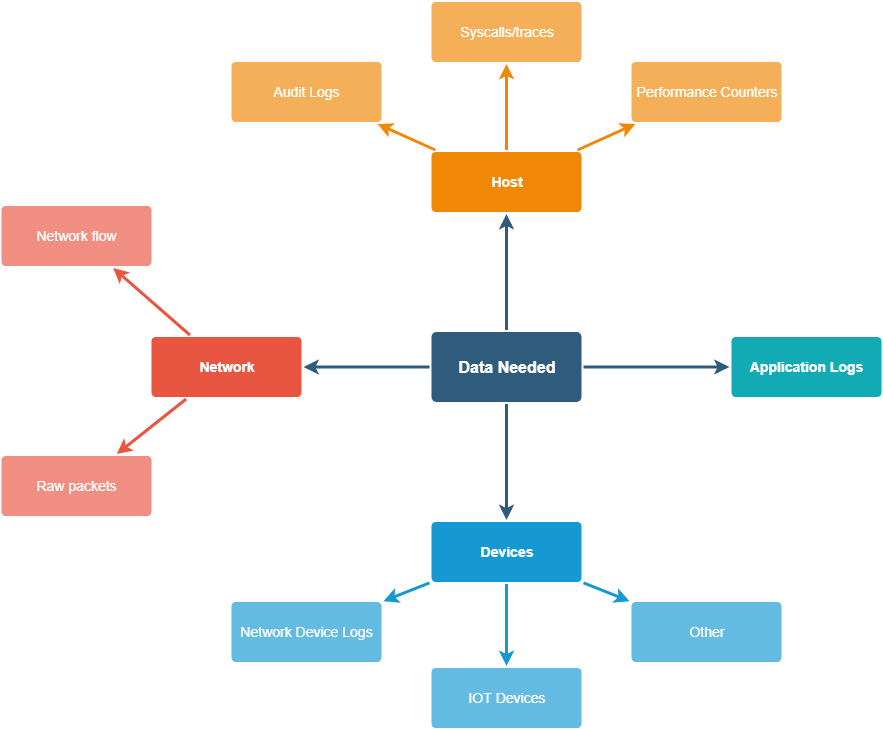 Syscalls/traces
Audit Logs
Performance Counters
Host
Network flow
Network
Data Needed
Application Logs
Raw packets
Devices
Network Device Logs
Other
IOT Devices